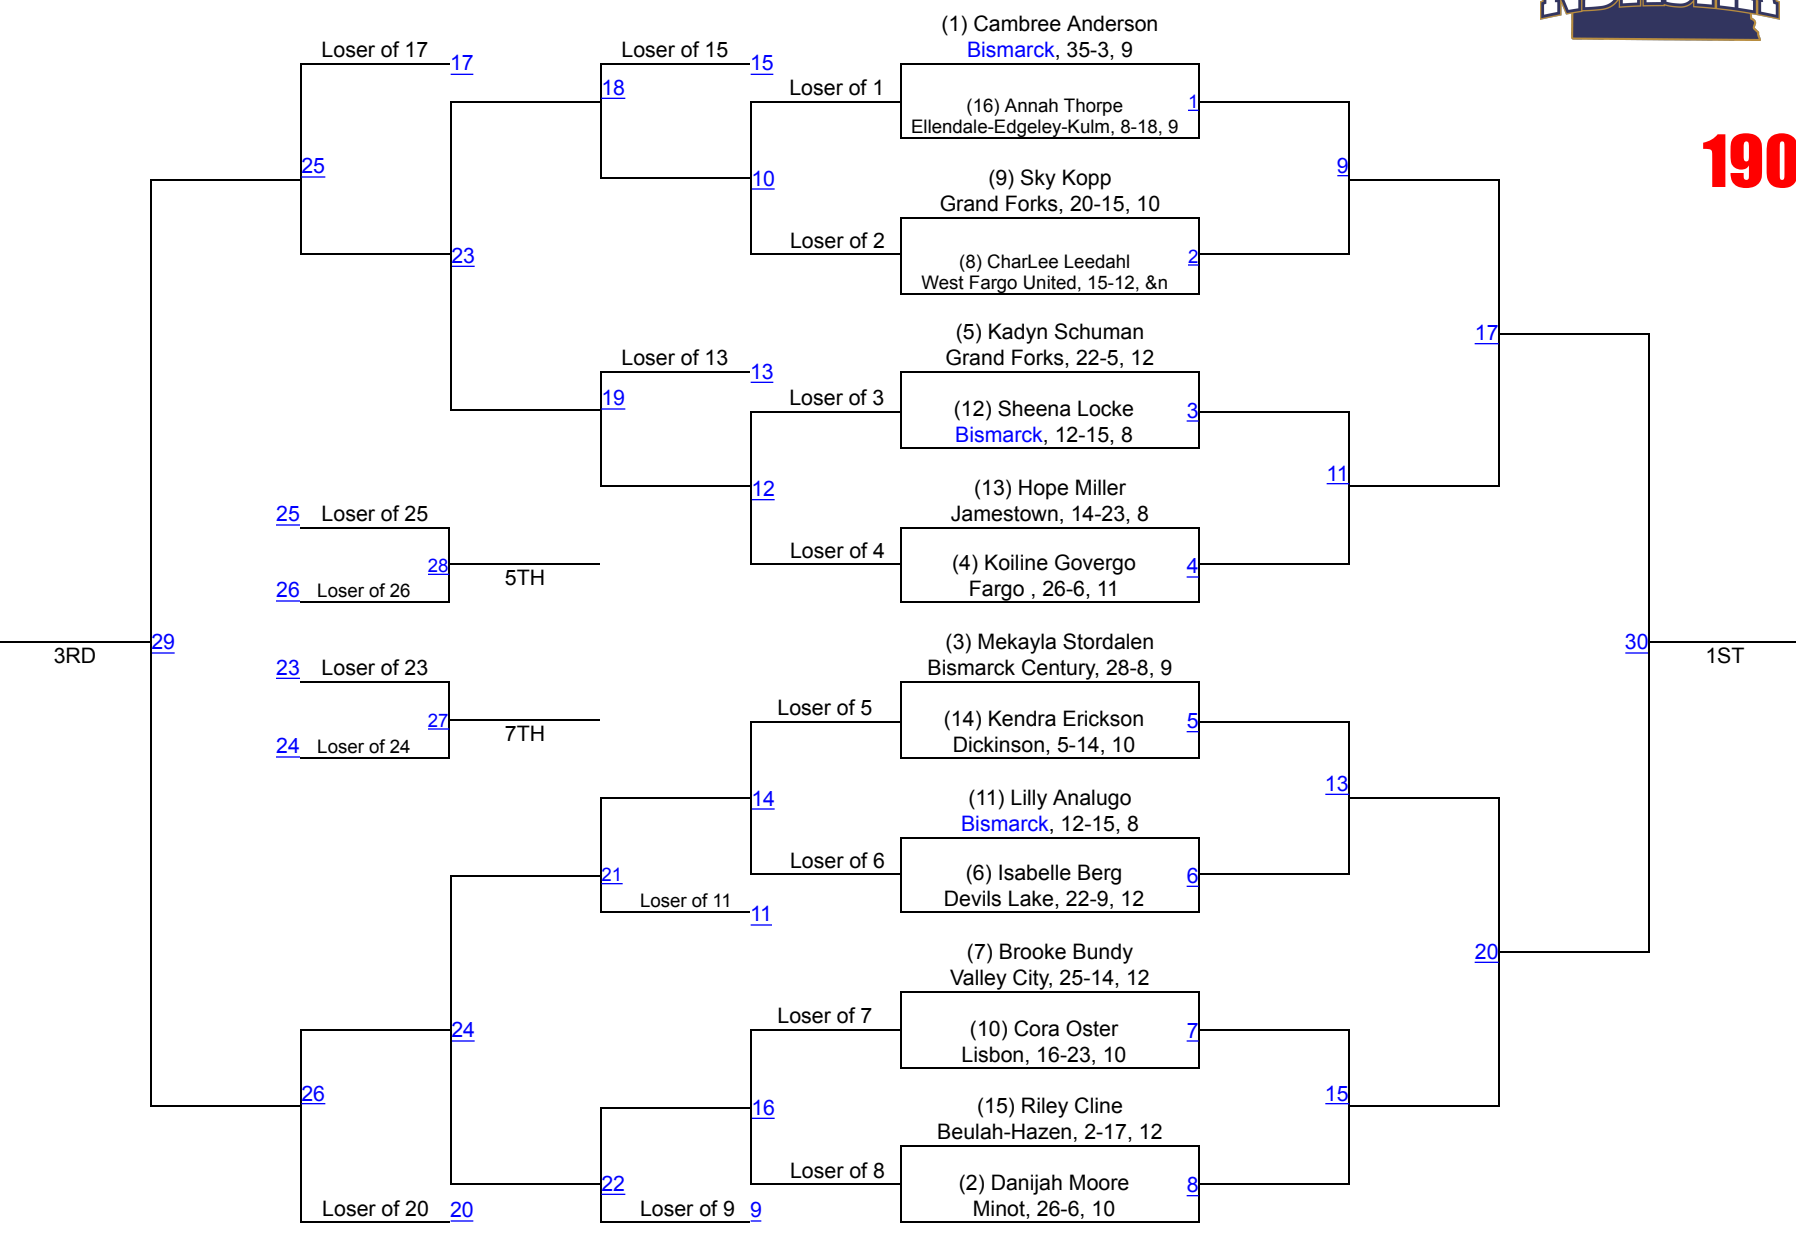 (1) Cambree Anderson
Bismarck, 35-3, 9
Loser of 17
17
Loser of 15
15
18
Loser of 1
(16) Annah Thorpe
Ellendale-Edgeley-Kulm, 8-18, 9
1
190
25
10
9
(9) Sky Kopp
Grand Forks, 20-15, 10
Loser of 2
23
(8) CharLee Leedahl
West Fargo United, 15-12, &n
2
(5) Kadyn Schuman
Grand Forks, 22-5, 12
17
Loser of 13
13
19
Loser of 3
(12) Sheena Locke
Bismarck, 12-15, 8
3
12
(13) Hope Miller
Jamestown, 14-23, 8
11
25
Loser of 25
Loser of 4
(4) Koiline Govergo
Fargo , 26-6, 11
4
28
5TH
26
Loser of 26
29
3RD
(3) Mekayla Stordalen
Bismarck Century, 28-8, 9
30
1ST
23
Loser of 23
Loser of 5
27
7TH
(14) Kendra Erickson
Dickinson, 5-14, 10
5
24
Loser of 24
14
(11) Lilly Analugo
Bismarck, 12-15, 8
13
Loser of 6
21
(6) Isabelle Berg
Devils Lake, 22-9, 12
6
Loser of 11
11
(7) Brooke Bundy
Valley City, 25-14, 12
20
Loser of 7
24
(10) Cora Oster
Lisbon, 16-23, 10
7
26
16
(15) Riley Cline
Beulah-Hazen, 2-17, 12
15
Loser of 8
22
(2) Danijah Moore
Minot, 26-6, 10
8
Loser of 20
20
Loser of 9
9